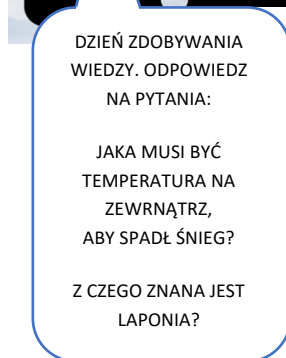 DZIEŃ ZDOBYWANIA
WIEDZY. ODPOWIEDZ
NA PYTANIA:
JAKA MUSI BYĆ
TEMPERATURA NA
ZEWRNĄTRZ,
ABY SPADŁ ŚNIEG?
Z CZEGO ZNANA JEST
LAPONIA?